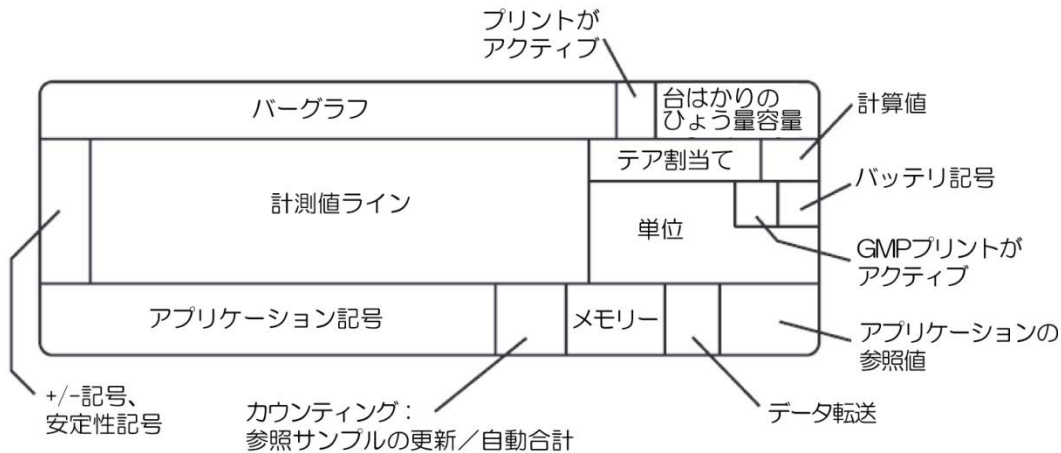 プリントが
アクティブ
バーグラフ
台はかりの
ひょう量容量
計算値
テア割当て
バッテリ記号
計測値ライン
単位
GMPプリントが
アクティブ
アプリケーション記号
メモリー
アプリケーションの
参照値
+/-記号、
安定性記号
カウンティング：
参照サンプルの更新／自動合計
データ転送